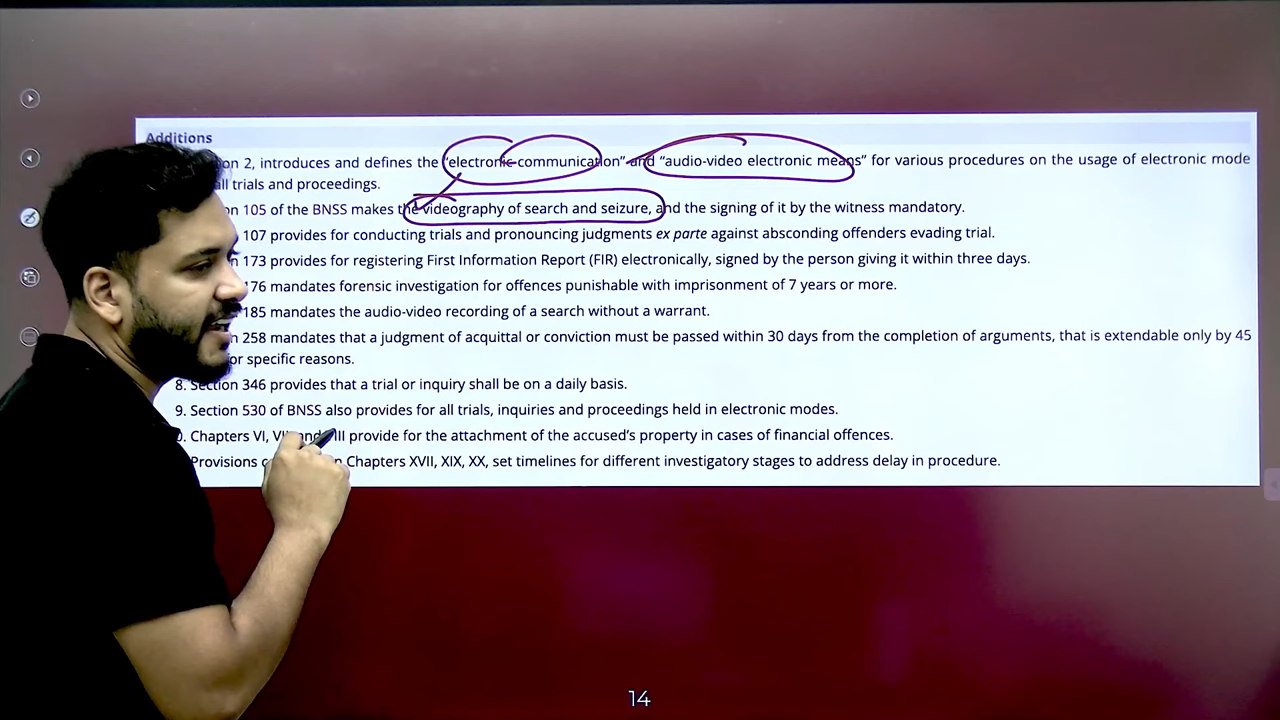 Additions
on 2, introduces and defines the “electronic communication” and “audio-video electronic means” for various procedures on the usage of electronic mode
all trials and proceedings.
on 105 of the BNSS makes the videography of search and seizure, and the signing of it by the witness mandatory.
107 provides for conducting trials and pronouncing judgments ex parte against absconding offenders evading trial.
n 173 provides for registering First Information Report (FIR) electronically, signed by the person giving it within three days.
176 mandates forensic investigation for offences punishable with imprisonment of 7 years or more.
185 mandates the audio-video recording of a search without a warrant.
n 258 mandates that a judgment of acquittal or conviction must be passed within 30 days from the completion of arguments, that is extendable only by 45
or specific reasons.
8. Section 346 provides that a trial or inquiry shall be on a daily basis.
9. Section 530 of BNSS also provides for all trials, inquiries and proceedings held in electronic modes.
Chapters VI, and provide for the attachment of the accused’s property in cases of financial offences.
Provisions Chapters XVII, XIX, XX, set timelines for different investigatory stages to address delay in procedure.
14